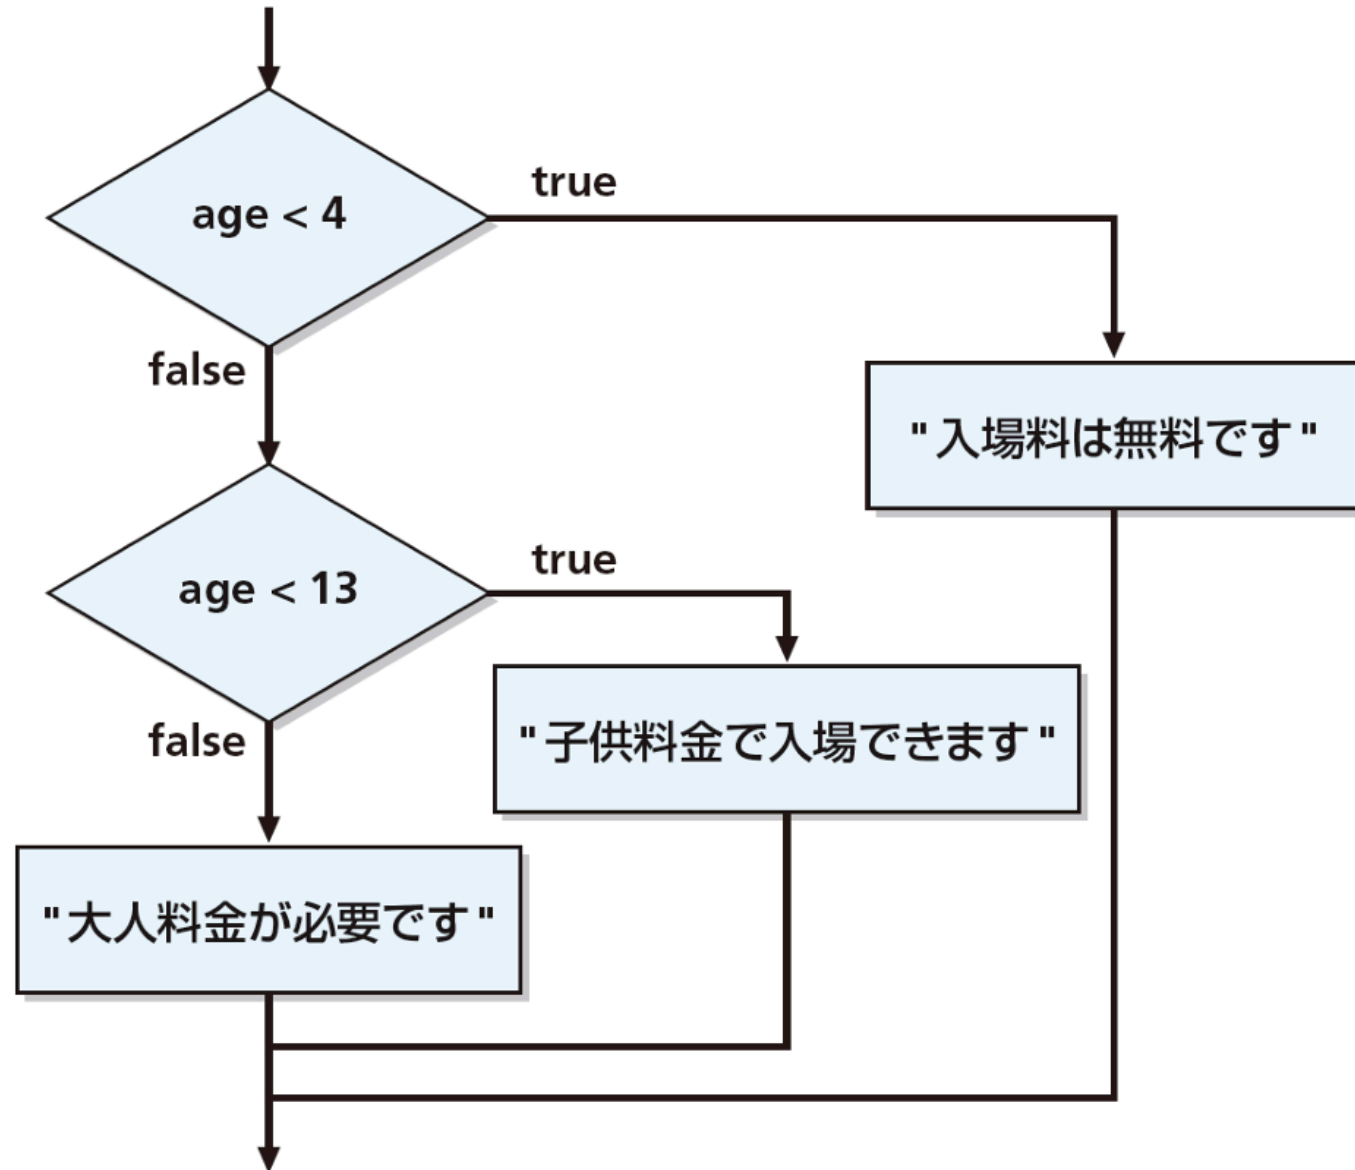 true
age < 4
false
"入場料は無料です"
true
age < 13
false
"子供料金で入場できます"
"大人料金が必要です"